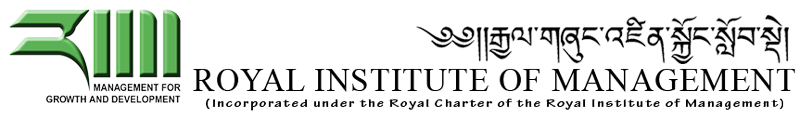 RIM
MANAGEMENT FOR
GROWTH AND DEVELOPMENT
༄༅།།རྒྱལ་གཞུང་འཛིན་སྐྱོང་སློབ་སྡེ།
ROYAL INSTITUTE OF MANAGEMENT
(Incorporated under the Royal Charter of the Royal Institute of Management)